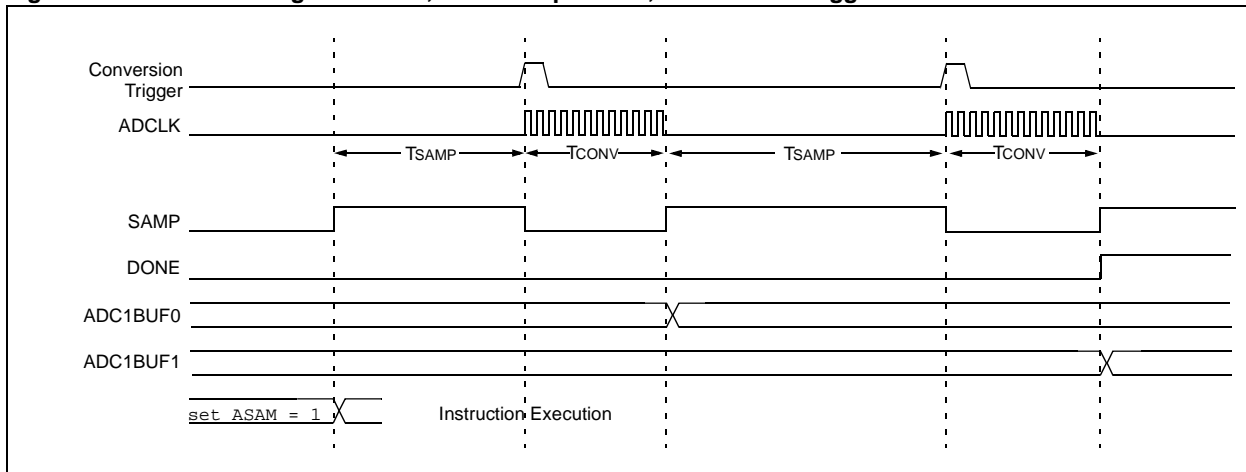 Conversion
Trigger
ADCLK
TSAMP
TCONV
TSAMP
TCONV
SAMP
DONE
ADC1BUF0
ADC1BUF1
set ASAM = 1
Instruction Execution